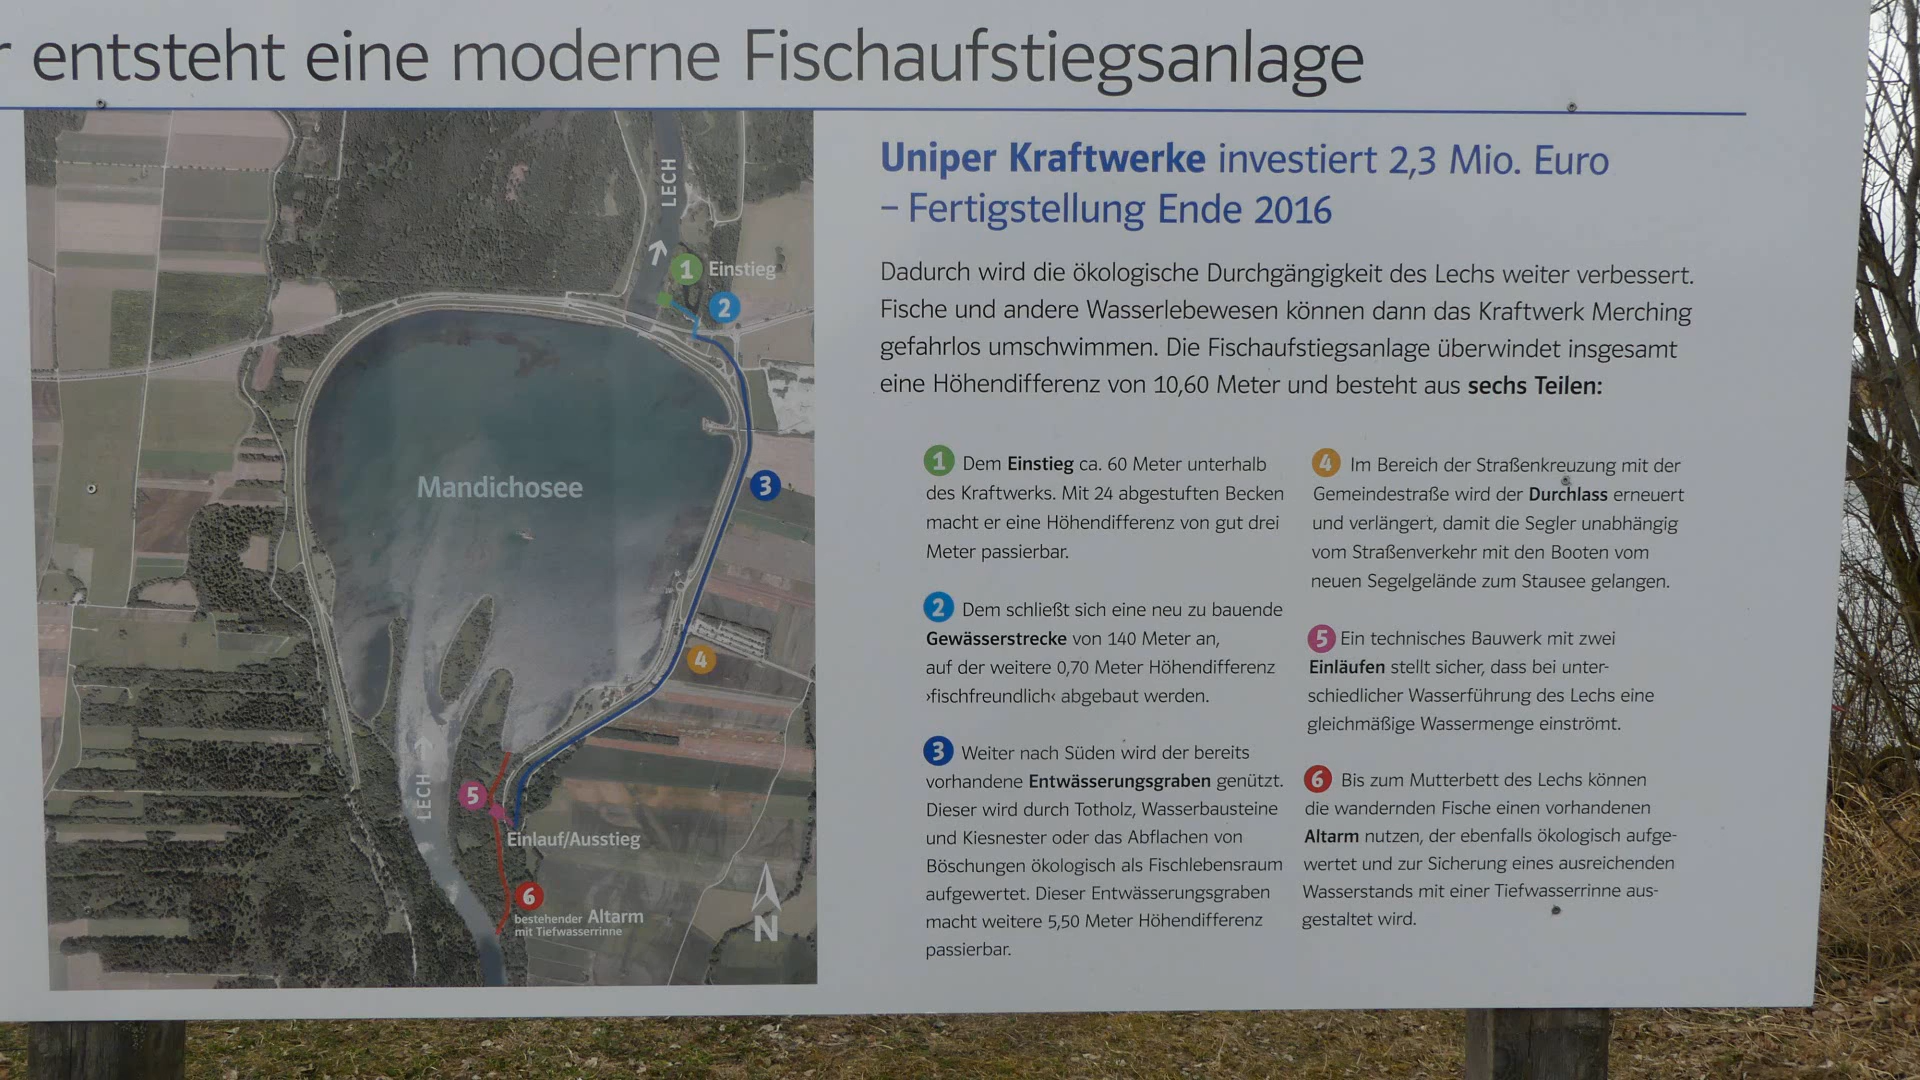 entsteht eine moderne Fischaufstiegsanlage
LECH
1 Einstieg
2
Mandichosee
3
4
LECH
5
Einlauf/Ausstieg
6
bestehender Altarm
mit Tiefwasserrinne
N
Uniper Kraftwerke investiert 2,3 Mio. Euro
– Fertigstellung Ende 2016
Dadurch wird die ökologische Durchgängigkeit des Lechs weiter verbessert.
Fische und andere Wasserlebewesen können dann das Kraftwerk Merching
gefahrlos umschwimmen. Die Fischaufstiegsanlage überwindet insgesamt
eine Höhendifferenz von 10,60 Meter und besteht aus sechs Teilen:
1 Dem Einstieg ca. 60 Meter unterhalb
des Kraftwerks. Mit 24 abgestuften Becken
macht er eine Höhendifferenz von gut drei
Meter passierbar.
2 Dem schließt sich eine neu zu bauende
Gewässerstrecke von 140 Meter an,
auf der weitere 0,70 Meter Höhendifferenz
›fischfreundlich‹ abgebaut werden.
3 Weiter nach Süden wird der bereits
vorhandene Entwässerungsgraben genützt.
Dieser wird durch Totholz, Wasserbausteine
und Kiesnester oder das Abflachen von
Böschungen ökologisch als Fischlebensraum
aufgewertet. Dieser Entwässerungsgraben
macht weitere 5,50 Meter Höhendifferenz
passierbar.
4 Im Bereich der Straßenkreuzung mit der
Gemeindestraße wird der Durchlass erneuert
und verlängert, damit die Segler unabhängig
vom Straßenverkehr mit den Booten vom
neuen Segelgelände zum Stausee gelangen.
5 Ein technisches Bauwerk mit zwei
Einläufen stellt sicher, dass bei unter-
schiedlicher Wasserführung des Lechs eine
gleichmäßige Wassermenge einströmt.
6 Bis zum Mutterbett des Lechs können
die wandernden Fische einen vorhandenen
Altarm nutzen, der ebenfalls ökologisch aufge-
wertet und zur Sicherung eines ausreichenden
Wasserstands mit einer Tiefwasserrinne aus-
gestaltet wird.